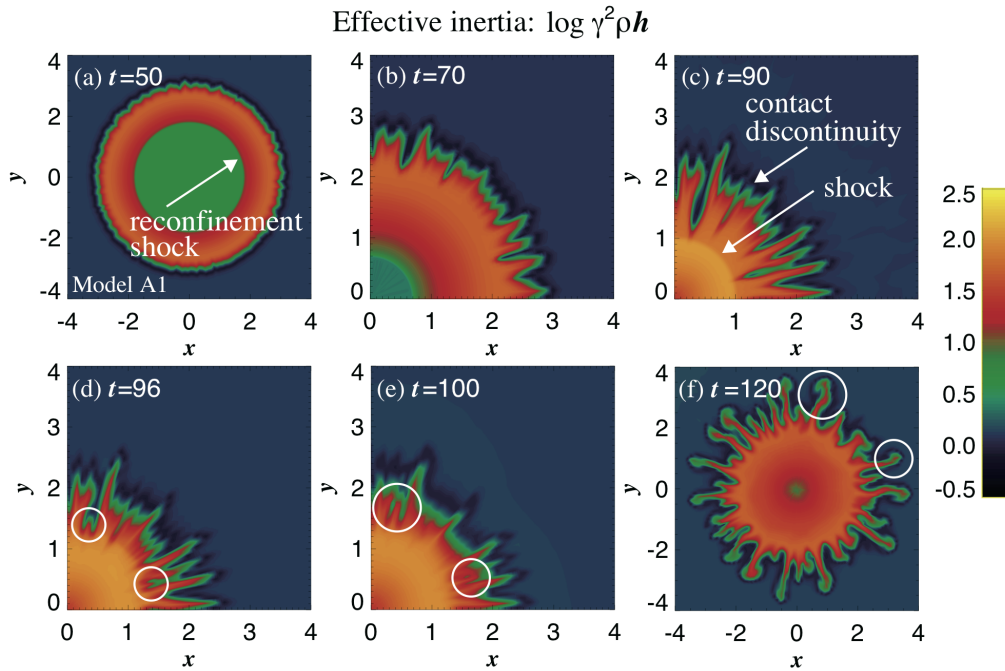 Effective inertia: log γ²ρh
(a) t=50
(b) t=70
(c) t=90
contact
discontinuity
shock
reconfinement
shock
Model A1
4
2
0
-2
-4
y
-4 -2 0 2 4
x
4
3
2
1
0
y
0 1 2 3 4
x
4
3
2
1
0
y
1 2 3 4
x
2.5
2.0
1.5
1.0
0.5
0.0
-0.5
(d) t=96
(e) t=100
(f) t=120
4
3
2
1
0
y
0 1 2 3 4
x
4
3
2
1
0
y
0 1 2 3 4
x
4
2
0
-2
-4
y
-4 -2 0 2 4
x